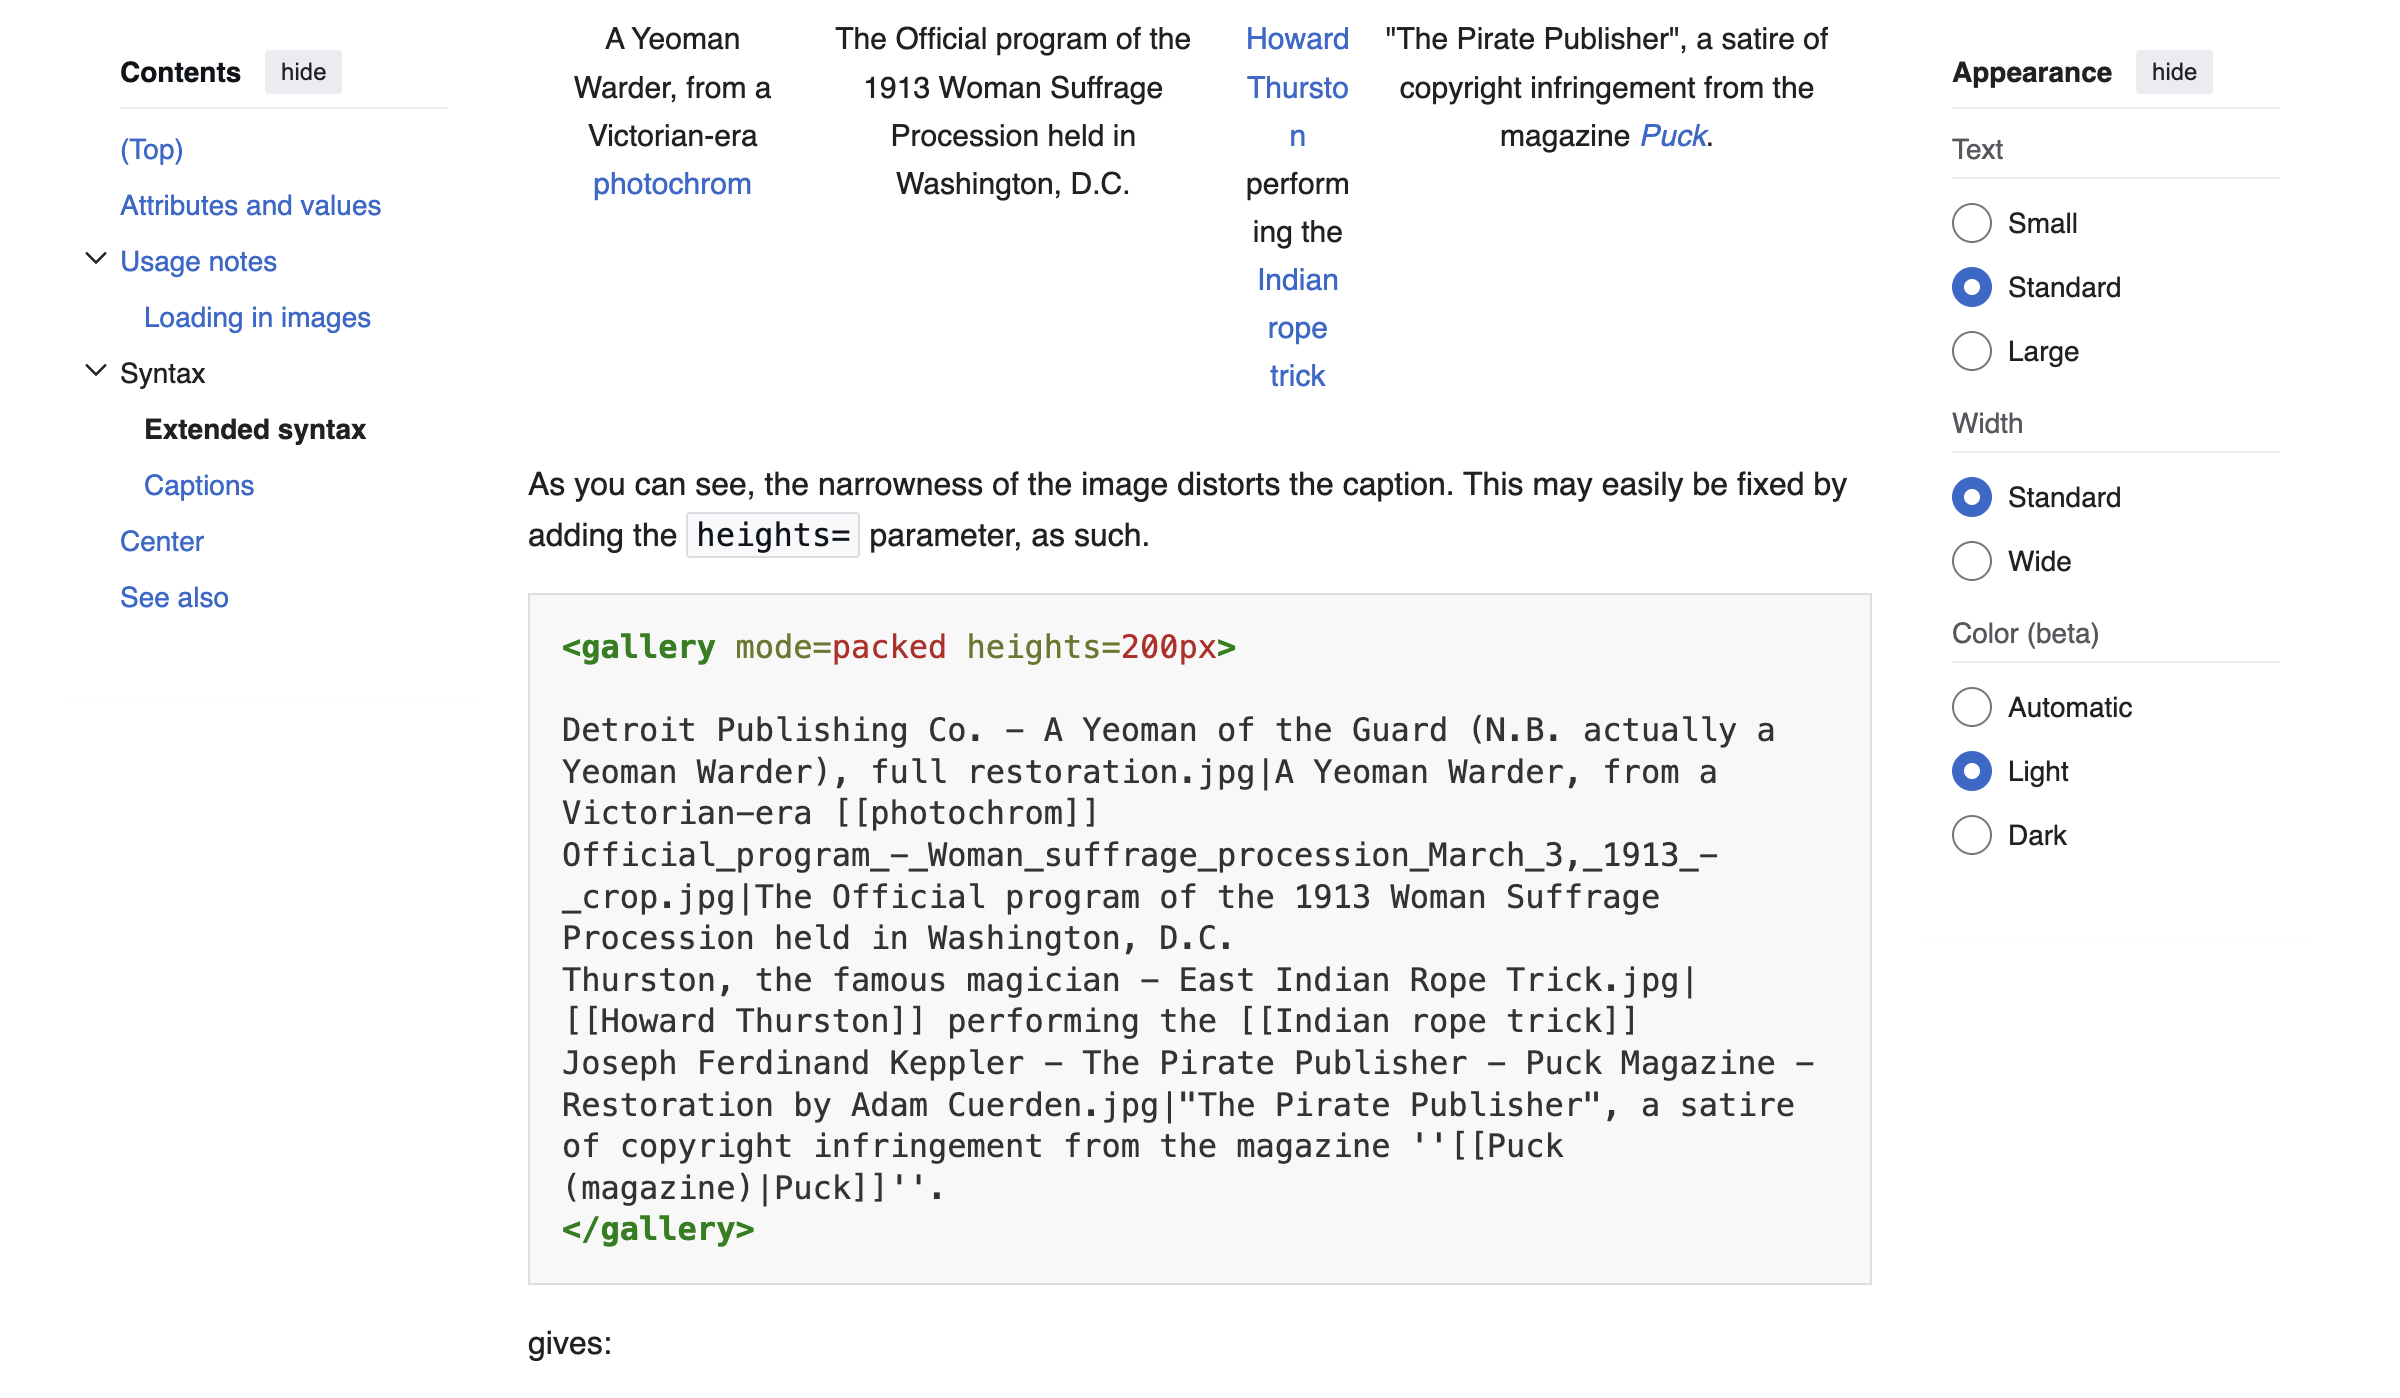 Contents hide
(Top)
Attributes and values
Usage notes
Loading in images
Syntax
Extended syntax
Captions
Center
See also
A Yeoman
Warder, from a
Victorian-era
photochrom
The Official program of the
1913 Woman Suffrage
Procession held in
Washington, D.C.
Howard
Thursto
n
perform
ing the
Indian
rope
trick
"The Pirate Publisher", a satire of
copyright infringement from the
magazine Puck.
As you can see, the narrowness of the image distorts the caption. This may easily be fixed by
adding the heights= parameter, as such.
<gallery mode=packed heights=200px>
Detroit Publishing Co. - A Yeoman of the Guard (N.B. actually a
Yeoman Warder), full restoration.jpg|A Yeoman Warder, from a
Victorian-era [[photochrom]]
Official_program_-_Woman_suffrage_procession_March_3,_1913_-
_crop.jpg|The Official program of the 1913 Woman Suffrage
Procession held in Washington, D.C.
Thurston, the famous magician - East Indian Rope Trick.jpg|
[[Howard Thurston]] performing the [[Indian rope trick]]
Joseph Ferdinand Keppler - The Pirate Publisher - Puck Magazine -
Restoration by Adam Cuerden.jpg|"The Pirate Publisher", a satire
of copyright infringement from the magazine ''[[Puck
(magazine)|Puck]]''.
</gallery>
gives:
Appearance hide
Text
Small
Standard
Large
Width
Standard
Wide
Color (beta)
Automatic
Light
Dark